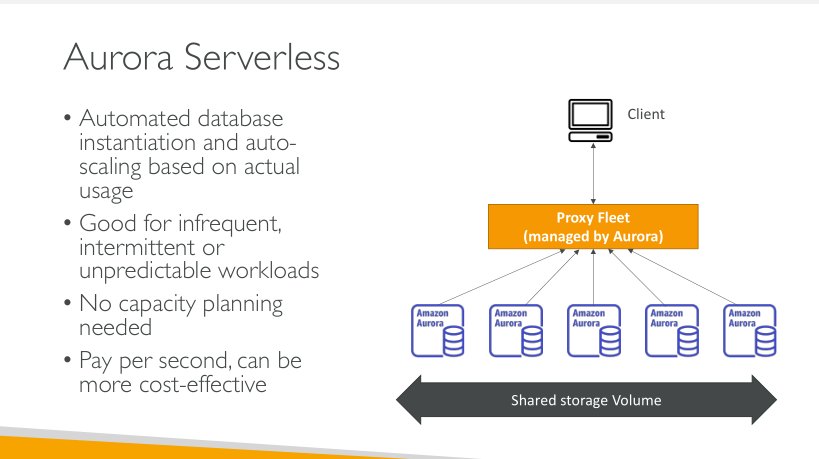 Aurora Serverless
• Automated database
instantiation and auto-
scaling based on actual
usage
• Good for infrequent,
intermittent or
unpredictable workloads
• No capacity planning
needed
• Pay per second, can be
more cost-effective
Client
Proxy Fleet
(managed by Aurora)
Amazon
Aurora
Amazon
Aurora
Amazon
Aurora
Amazon
Aurora
Amazon
Aurora
Shared storage Volume